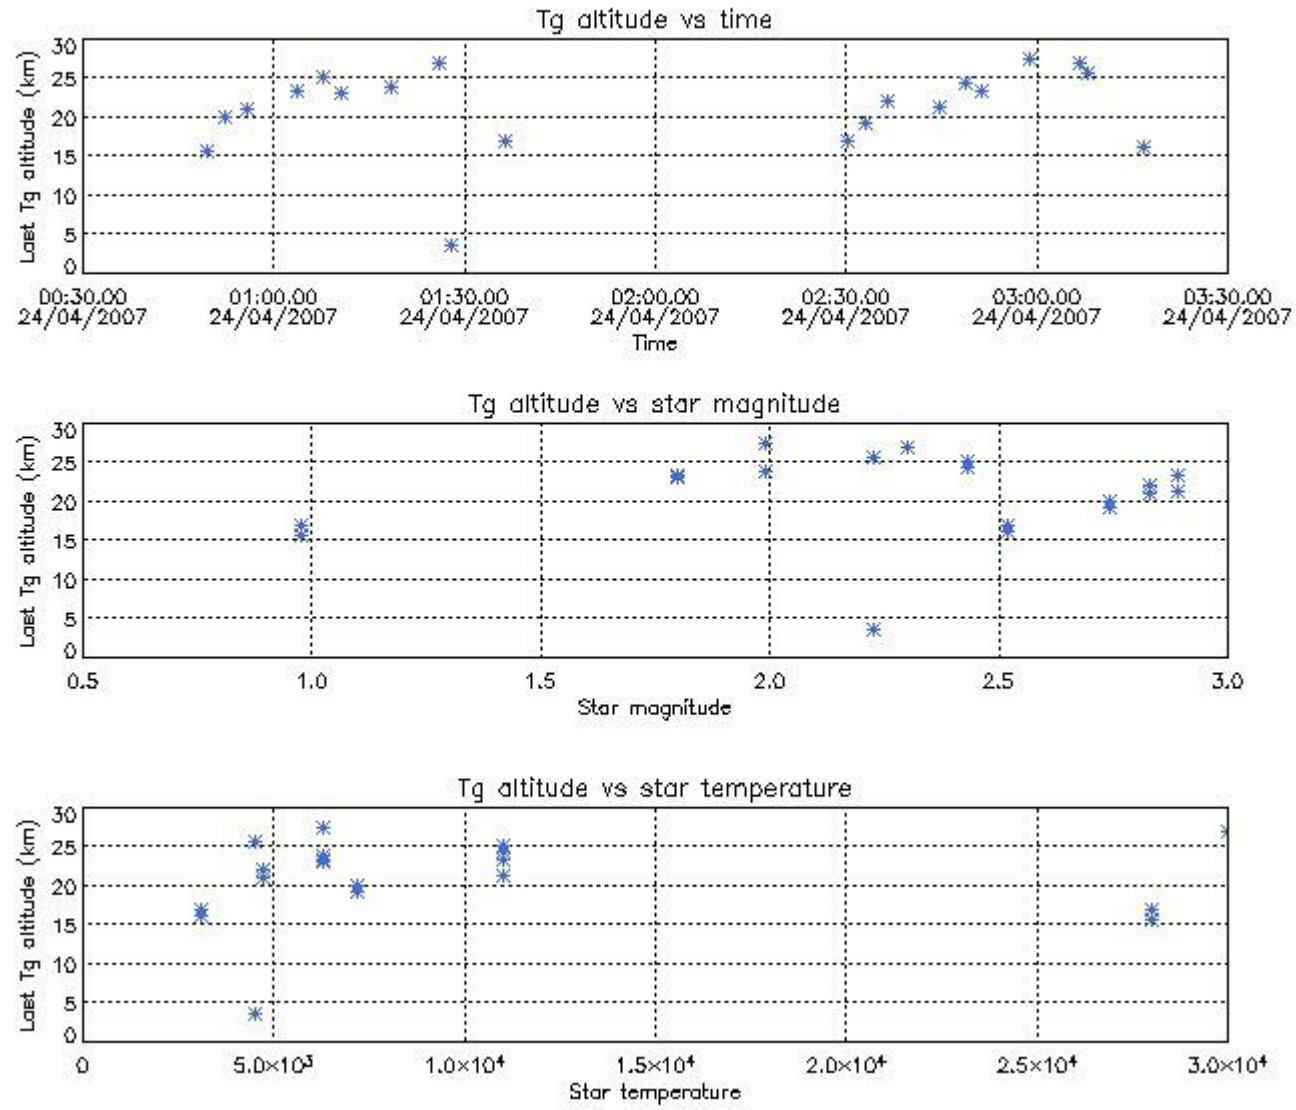 Tg altitude vs time
Last Tg altitude (km)
30
25
20
15
10
5
0
00:30.00 01:00.00 01:30.00 02:00.00 02:30.00 03:00.00 03:30.00
24/04/2007 24/04/2007 24/04/2007 24/04/2007 24/04/2007 24/04/2007 24/04/2007
Time
Tg altitude vs star magnitude
Last Tg altitude (km)
30
25
20
15
10
5
0
0.5 1.0 1.5 2.0 2.5 3.0
Star magnitude
Tg altitude vs star temperature
Last Tg altitude (km)
30
25
20
15
10
5
0
0 5.0×10³ 1.0×10⁴ 1.5×10⁴ 2.0×10⁴ 2.5×10⁴ 3.0×10⁴
Star temperature